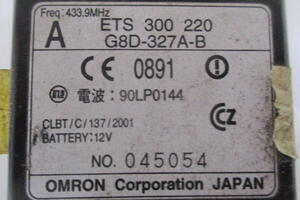 Freq:433.9MHz
A
ETS 300 220
G8D-327A-B
CE 0891
電波:90LP0144
CLBT/C/137/2001
BATTERY:12V
NO. 045054
OMRON Corporation JAPAN